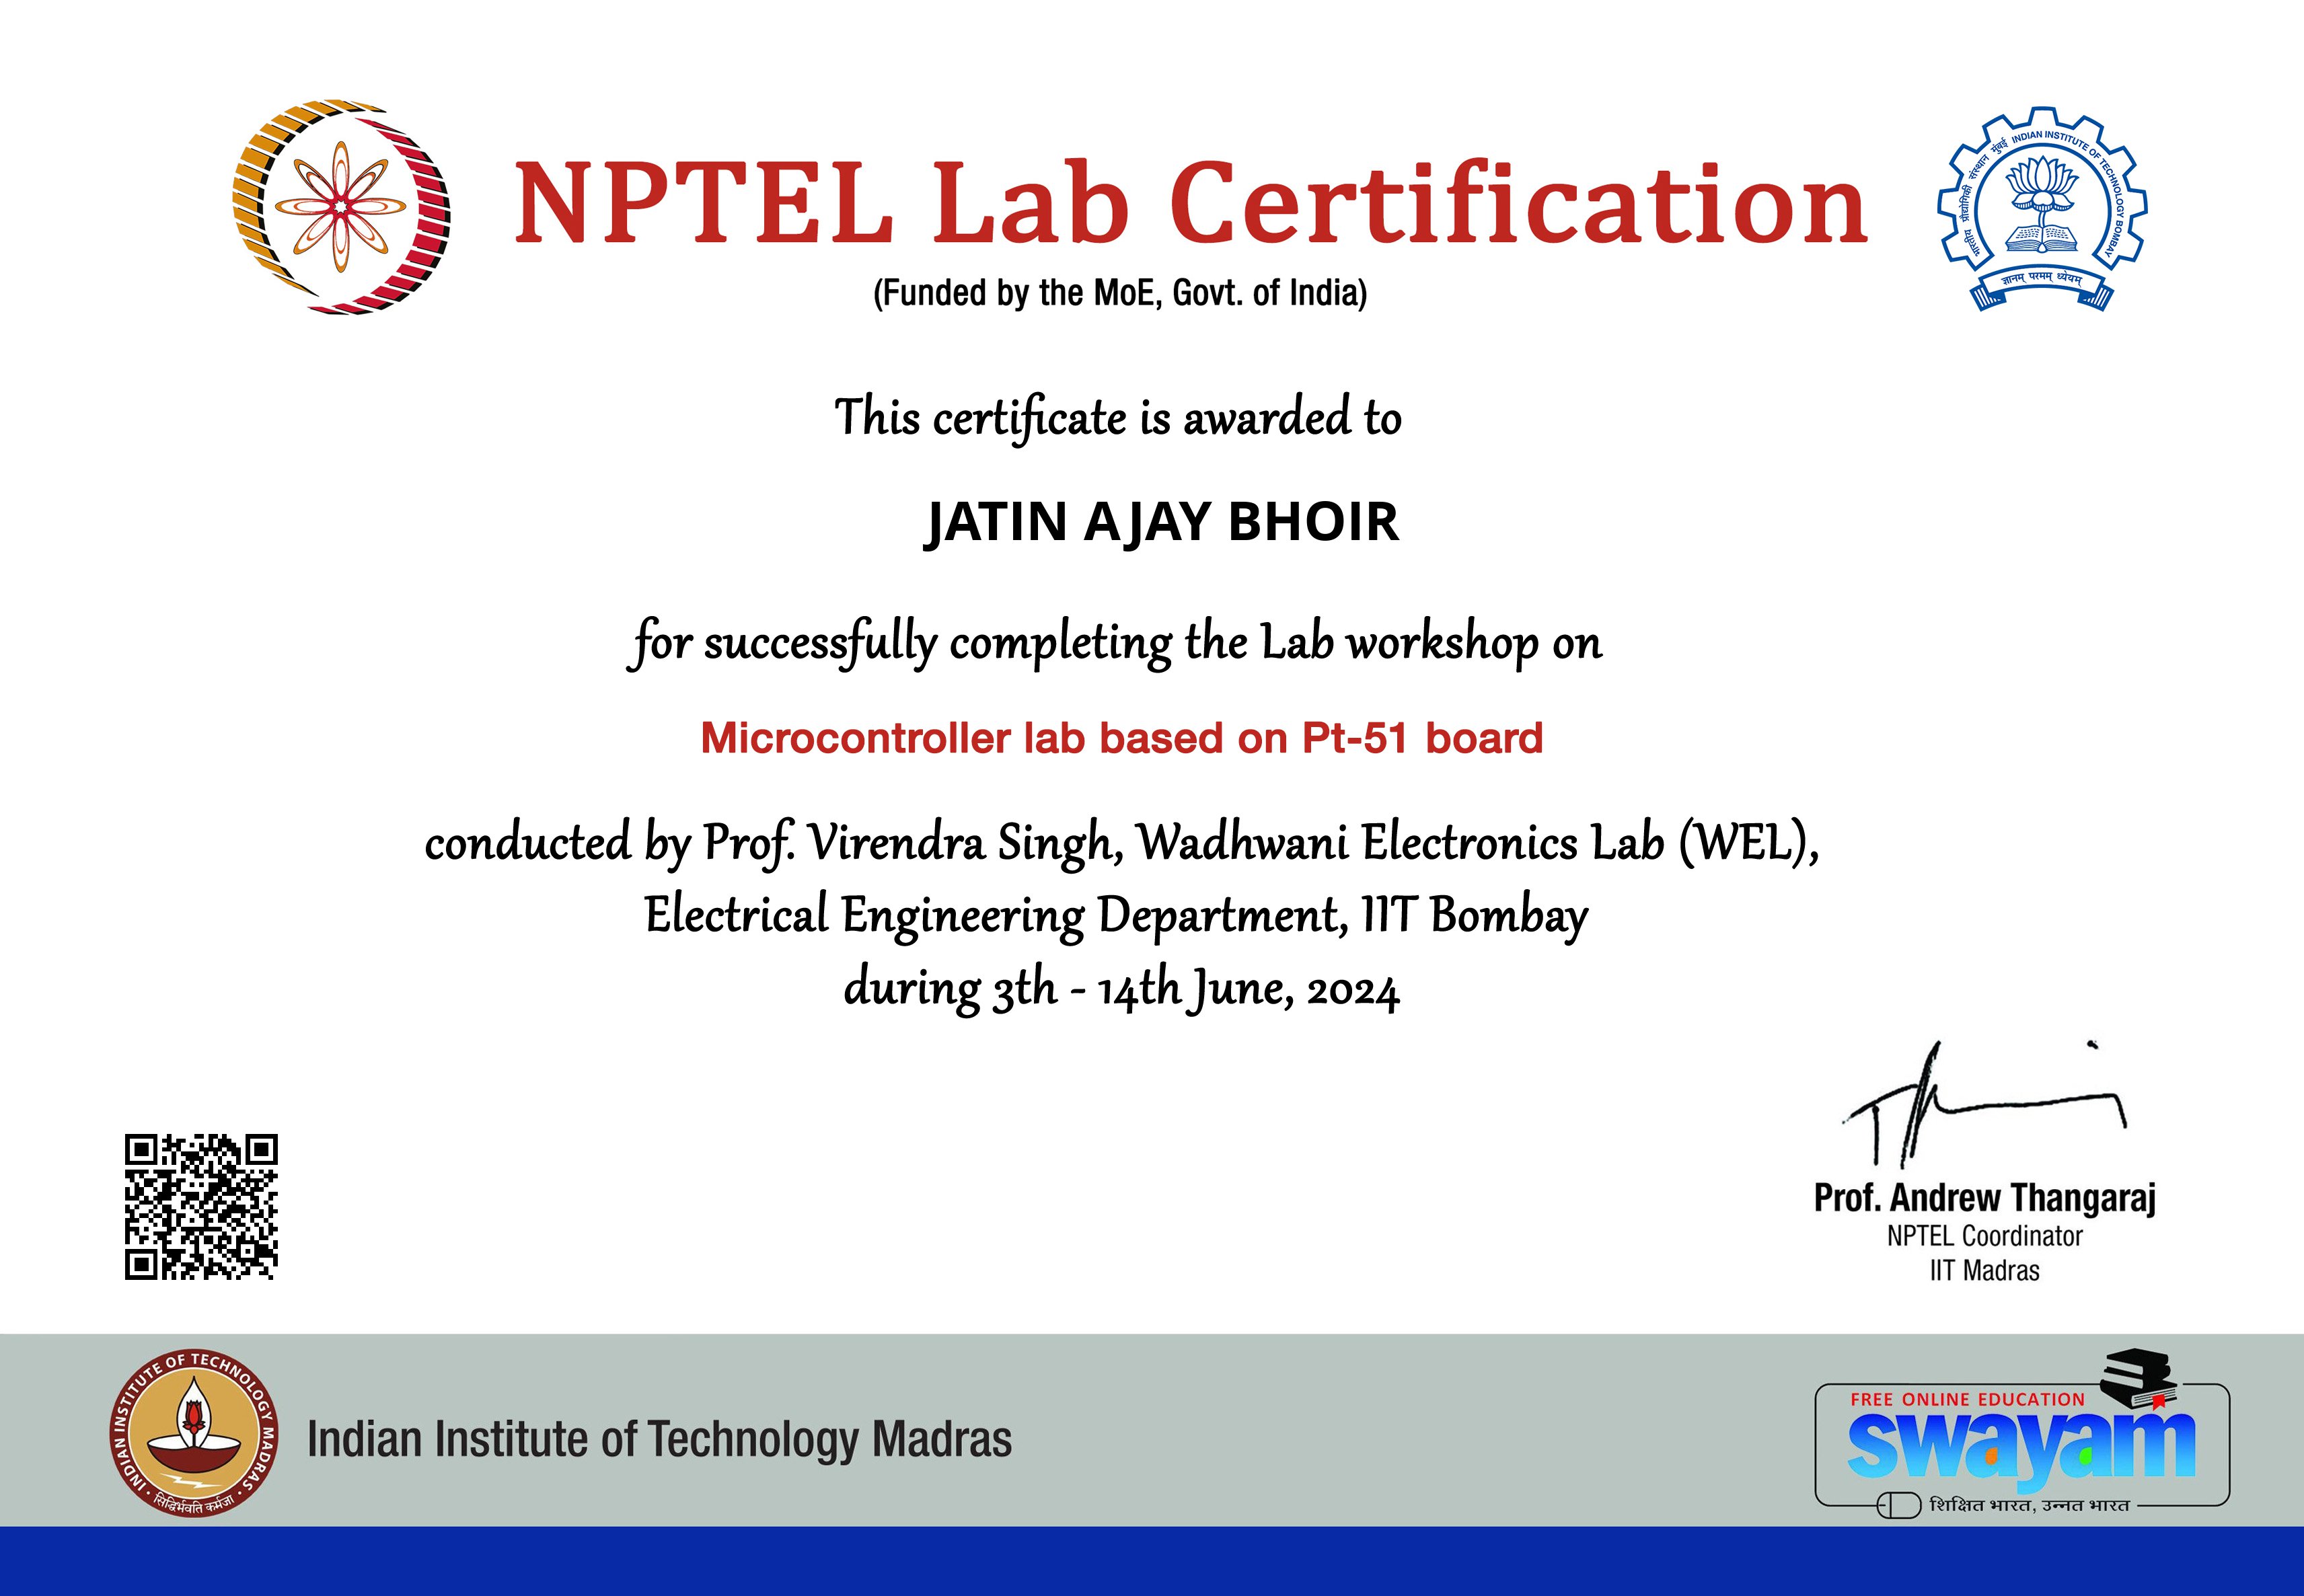 NPTEL Lab Certification
(Funded by the MoE, Govt. of India)
भारतीय प्रौद्योगिकी संस्थान मुंबई INDIAN INSTITUTE OF TECHNOLOGY BOMBAY
ज्ञानम् परमम् ध्येयम्
This certificate is awarded to
JATIN AJAY BHOIR
for successfully completing the Lab workshop on
Microcontroller lab based on Pt-51 board
conducted by Prof. Virendra Singh, Wadhwani Electronics Lab (WEL),
Electrical Engineering Department, IIT Bombay
during 3th - 14th June, 2024
Prof. Andrew Thangaraj
NPTEL Coordinator
IIT Madras
INDIAN INSTITUTE OF TECHNOLOGY MADRAS
सिद्धिर्भवति कर्मजा
Indian Institute of Technology Madras
FREE ONLINE EDUCATION
swayam
शिक्षित भारत, उन्नत भारत